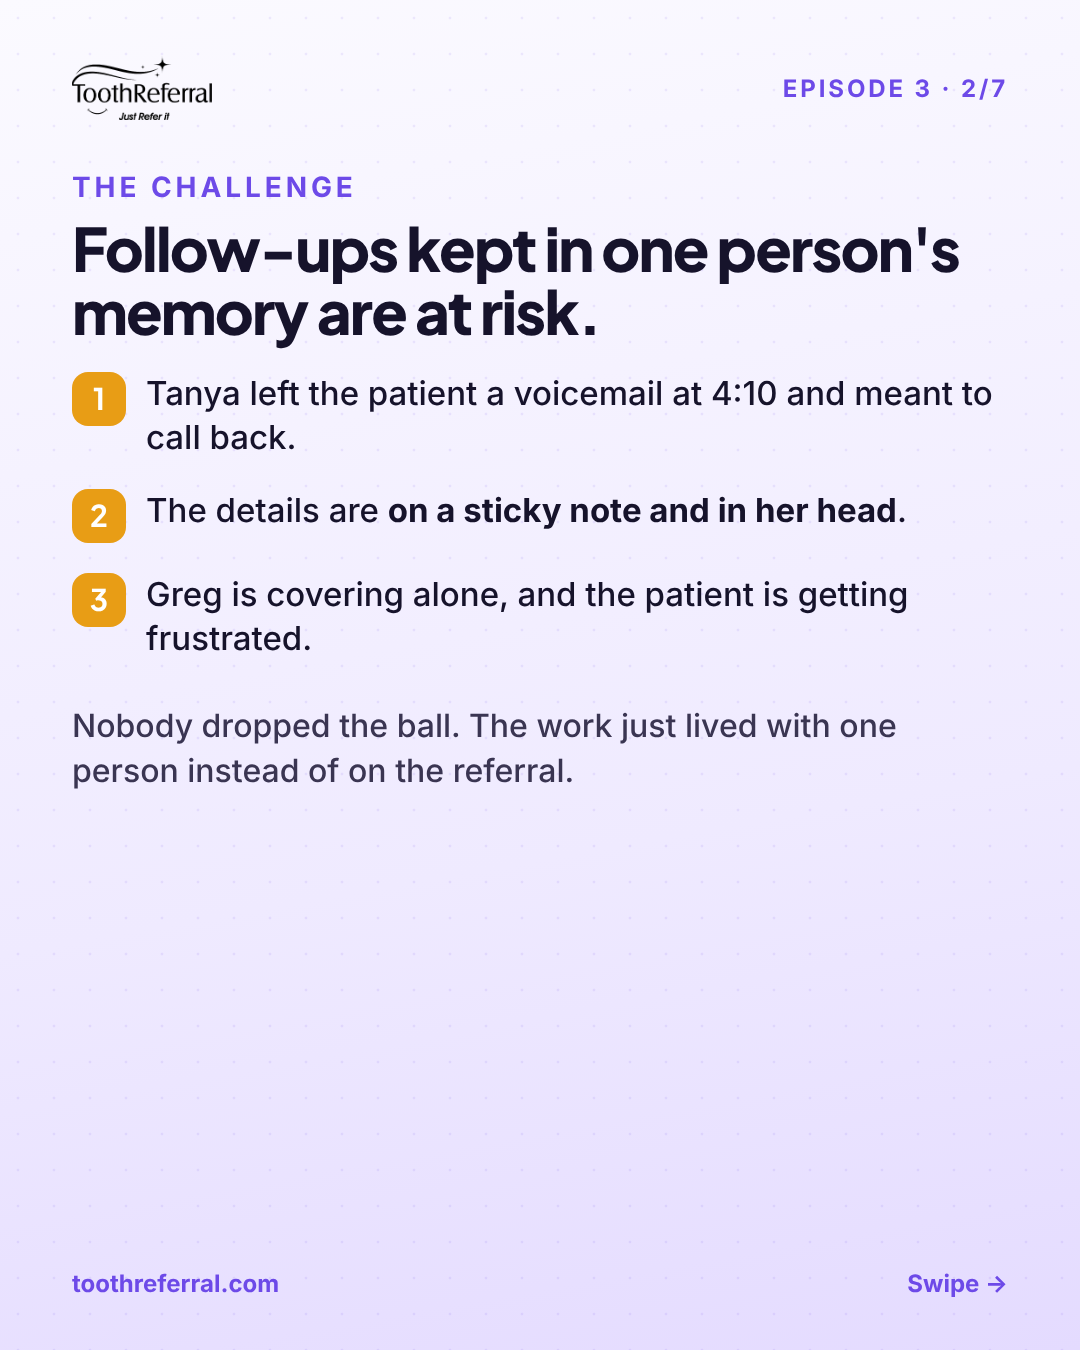 ToothReferral
Just Refer it
EPISODE 3 · 2/7
THE CHALLENGE
Follow-ups kept in one person's
memory are at risk.
1 Tanya left the patient a voicemail at 4:10 and meant to
call back.
2 The details are on a sticky note and in her head.
3 Greg is covering alone, and the patient is getting
frustrated.
Nobody dropped the ball. The work just lived with one
person instead of on the referral.
toothreferral.com
Swipe →